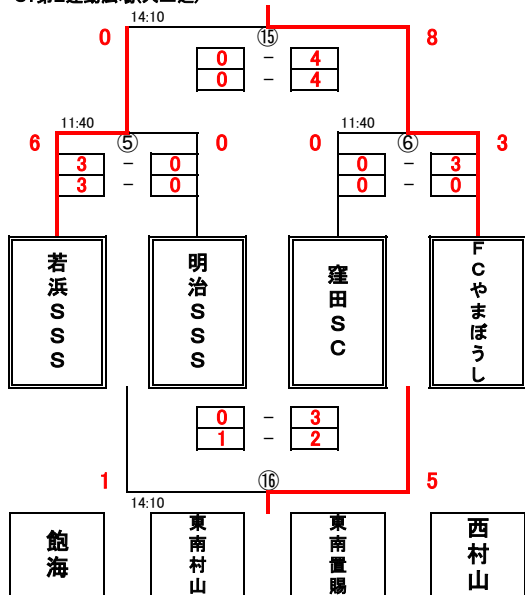 14:10
0 ⑮ 8
0 - 4
0 - 4
11:40 11:40
6 ⑤ 0 0 ⑥ 3
3 - 0 0 - 3
3 - 0 0 - 0
若浜SSS
明治SSS
窪田SC
FCやまぼうし
0 - 3
1 - 2
1 ⑯ 5
14:10
飽海
東南村山
東南置賜
西村山